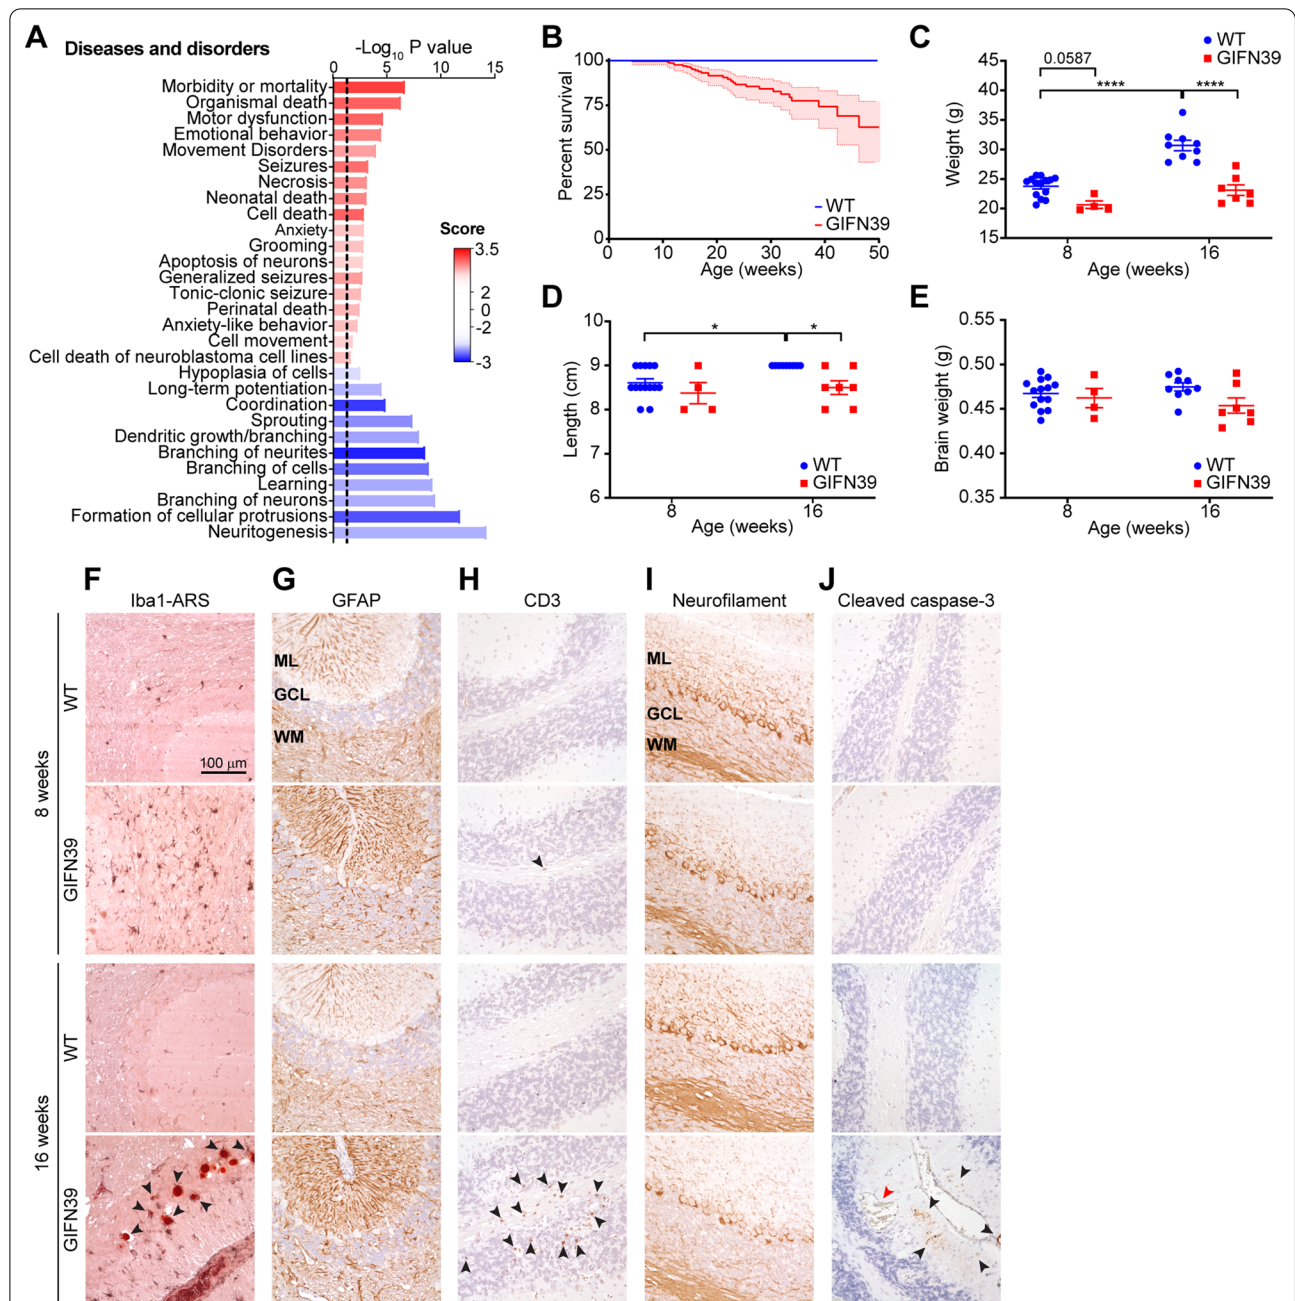 A
Diseases and disorders
-Log10 P value
0 5 10 15
Morbidity or mortality
Organismal death
Motor dysfunction
Emotional behavior
Movement Disorders
Seizures
Necrosis
Neonatal death
Cell death
Anxiety
Grooming
Apoptosis of neurons
Generalized seizures
Tonic-clonic seizure
Perinatal death
Anxiety-like behavior
Cell movement
Cell death of neuroblastoma cell lines
Hypoplasia of cells
Long-term potentiation
Coordination
Sprouting
Dendritic growth/branching
Branching of neurites
Branching of cells
Learning
Branching of neurons
Formation of cellular protrusions
Neuritogenesis
Score
3.5
2
0
-2
-3
B
Percent survival
100
75
50
25
0
0 10 20 30 40 50
Age (weeks)
WT
GIFN39
C
WT
GIFN39
Weight (g)
45
40
35
30
25
20
15
0.0587
**** ****
8 16
Age (weeks)
D
Length (cm)
10
9
8
7
6
* *
WT
GIFN39
8 16
Age (weeks)
E
Brain weight (g)
0.55
0.50
0.45
0.40
0.35
WT
GIFN39
8 16
Age (weeks)
F G H I J
Iba1-ARS GFAP CD3 Neurofilament Cleaved caspase-3
8 weeks
WT
100 μm
ML
GCL
WM
ML
GCL
WM
GIFN39
16 weeks
WT
GIFN39